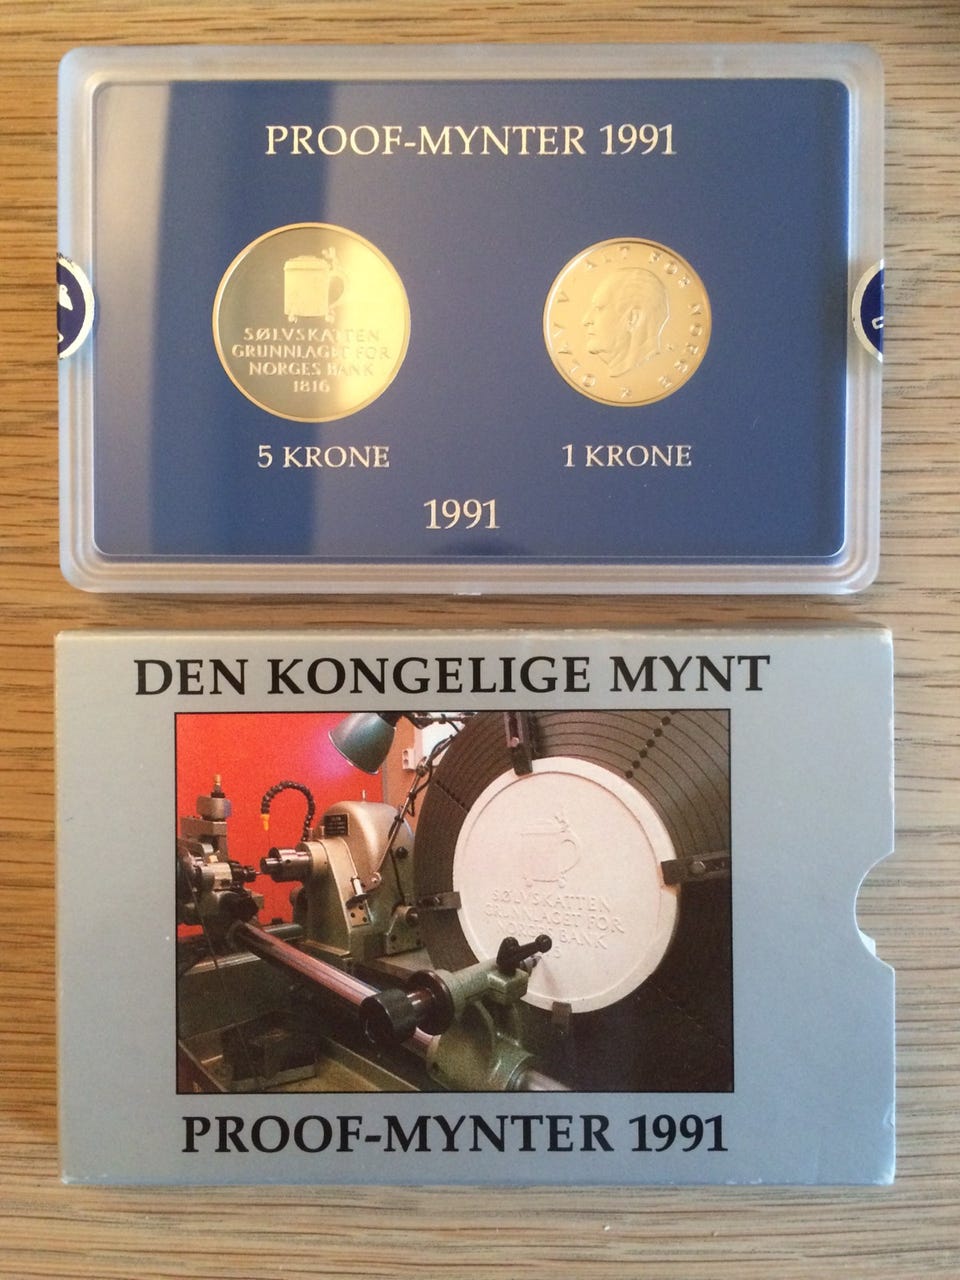 PROOF-MYNTER 1991
SØLVSKATTEN
GRUNNLAGET FOR
NORGES BANK
1816
OLAV V · ALT FOR NORGE
5 KRONE
1 KRONE
1991
DEN KONGELIGE MYNT
SØLVSKATTEN
GRUNNLAGET FOR
NORGES BANK
PROOF-MYNTER 1991